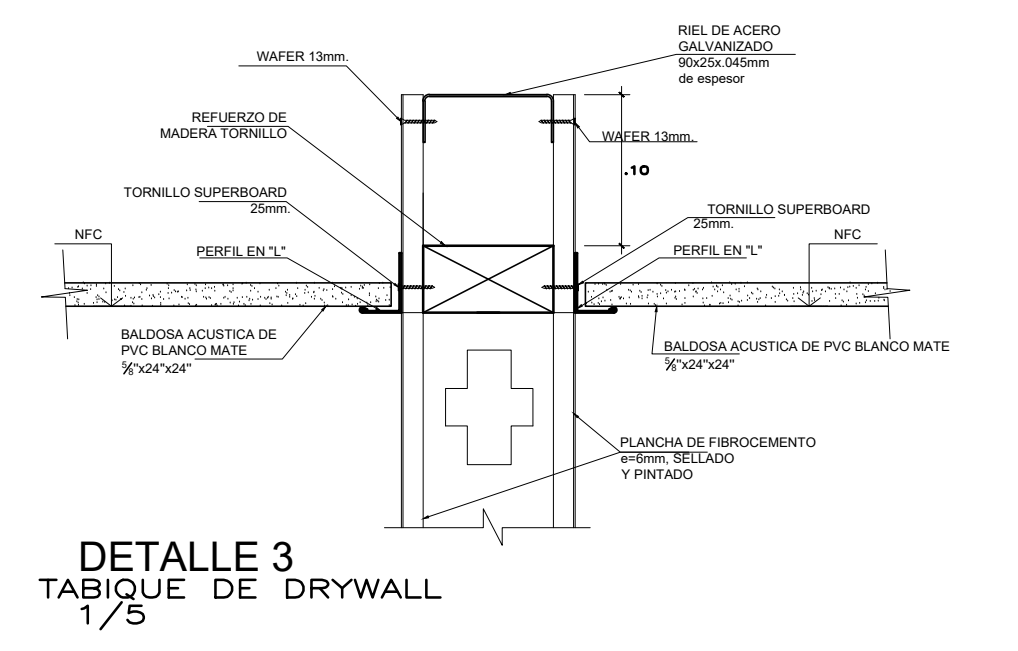 RIEL DE ACERO
GALVANIZADO
90x25x.045mm
de espesor
WAFER 13mm.
REFUERZO DE
MADERA TORNILLO
WAFER 13mm.
.10
TORNILLO SUPERBOARD
25mm.
TORNILLO SUPERBOARD
25mm.
NFC
PERFIL EN "L"
PERFIL EN "L"
NFC
BALDOSA ACUSTICA DE
PVC BLANCO MATE
⅝"x24"x24"
BALDOSA ACUSTICA DE PVC BLANCO MATE
⅝"x24"x24"
PLANCHA DE FIBROCEMENTO
e=6mm, SELLADO
Y PINTADO
DETALLE 3
TABIQUE DE DRYWALL
1/5